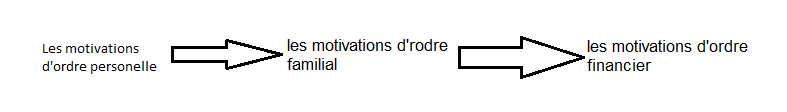 Les motivations
d'ordre personelle
les motivations d'rodre
familial
les motivations d'ordre
financier